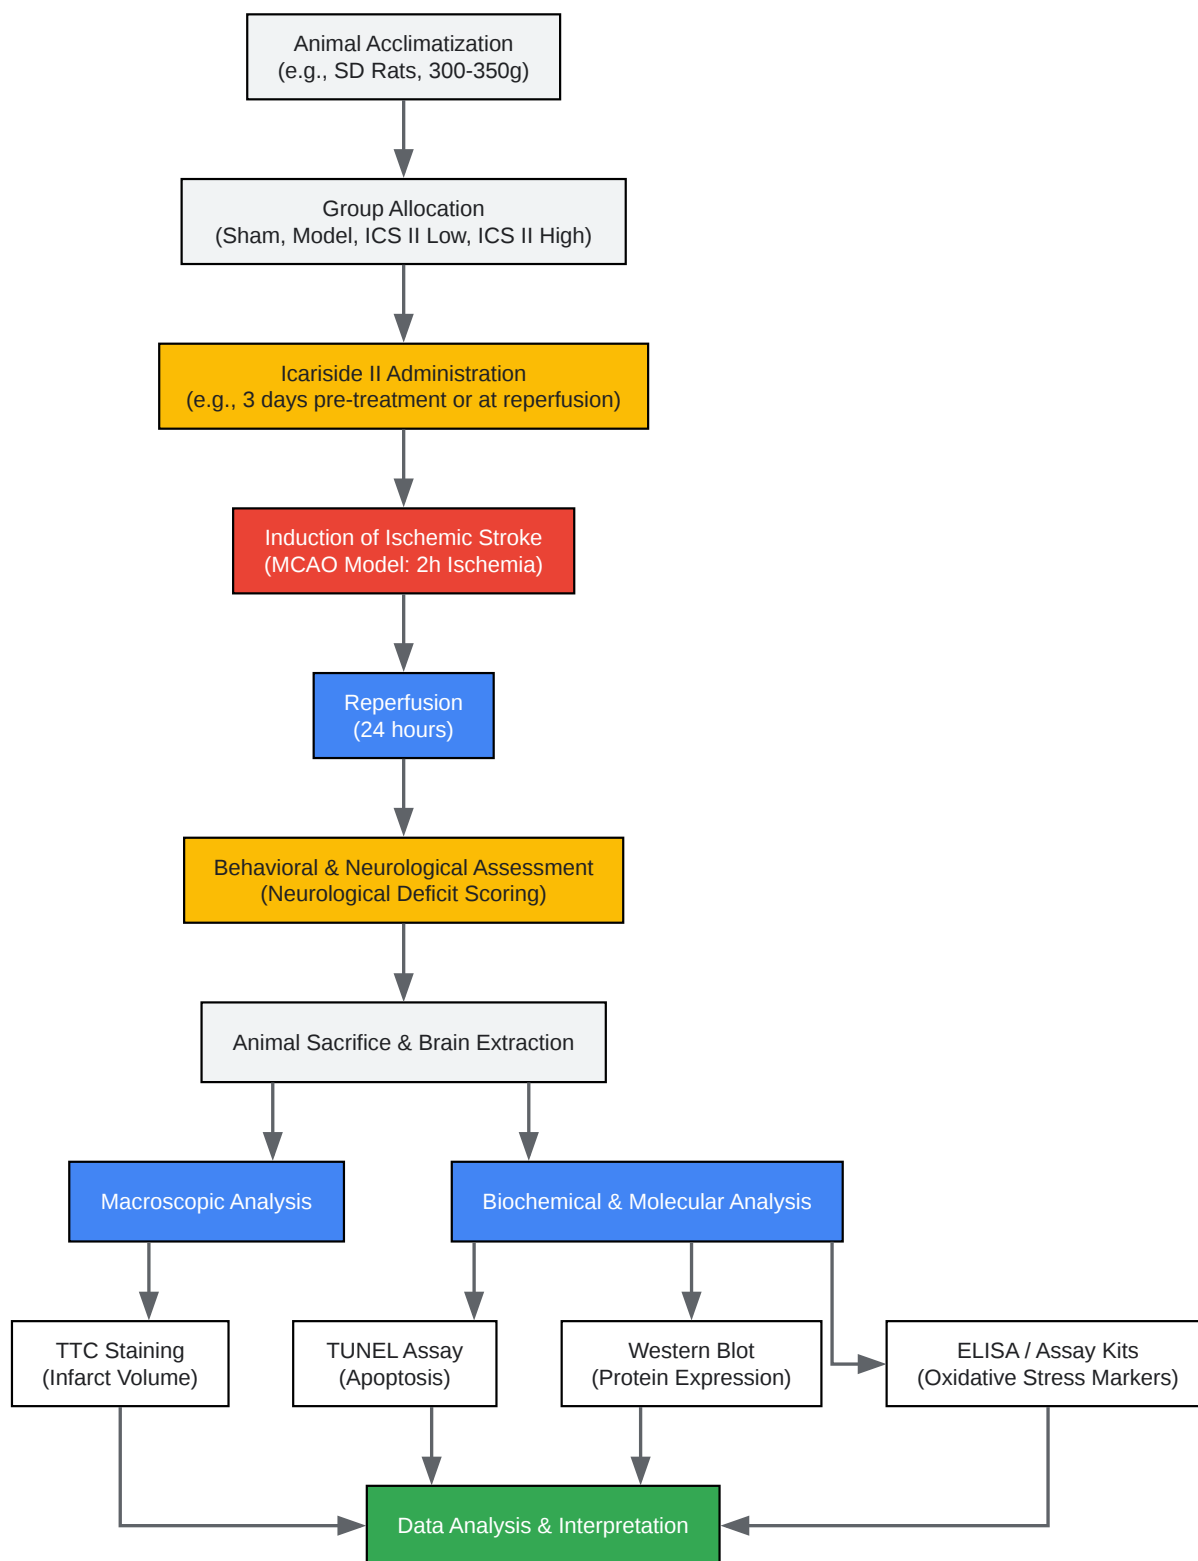 Animal Acclimatization
(e.g., SD Rats, 300-350g)
Group Allocation
(Sham, Model, ICS II Low, ICS II High)
Icariside II Administration
(e.g., 3 days pre-treatment or at reperfusion)
Induction of Ischemic Stroke
(MCAO Model: 2h Ischemia)
Reperfusion
(24 hours)
Behavioral & Neurological Assessment
(Neurological Deficit Scoring)
Animal Sacrifice & Brain Extraction
Macroscopic Analysis
Biochemical & Molecular Analysis
TTC Staining
(Infarct Volume)
TUNEL Assay
(Apoptosis)
Western Blot
(Protein Expression)
ELISA / Assay Kits
(Oxidative Stress Markers)
Data Analysis & Interpretation